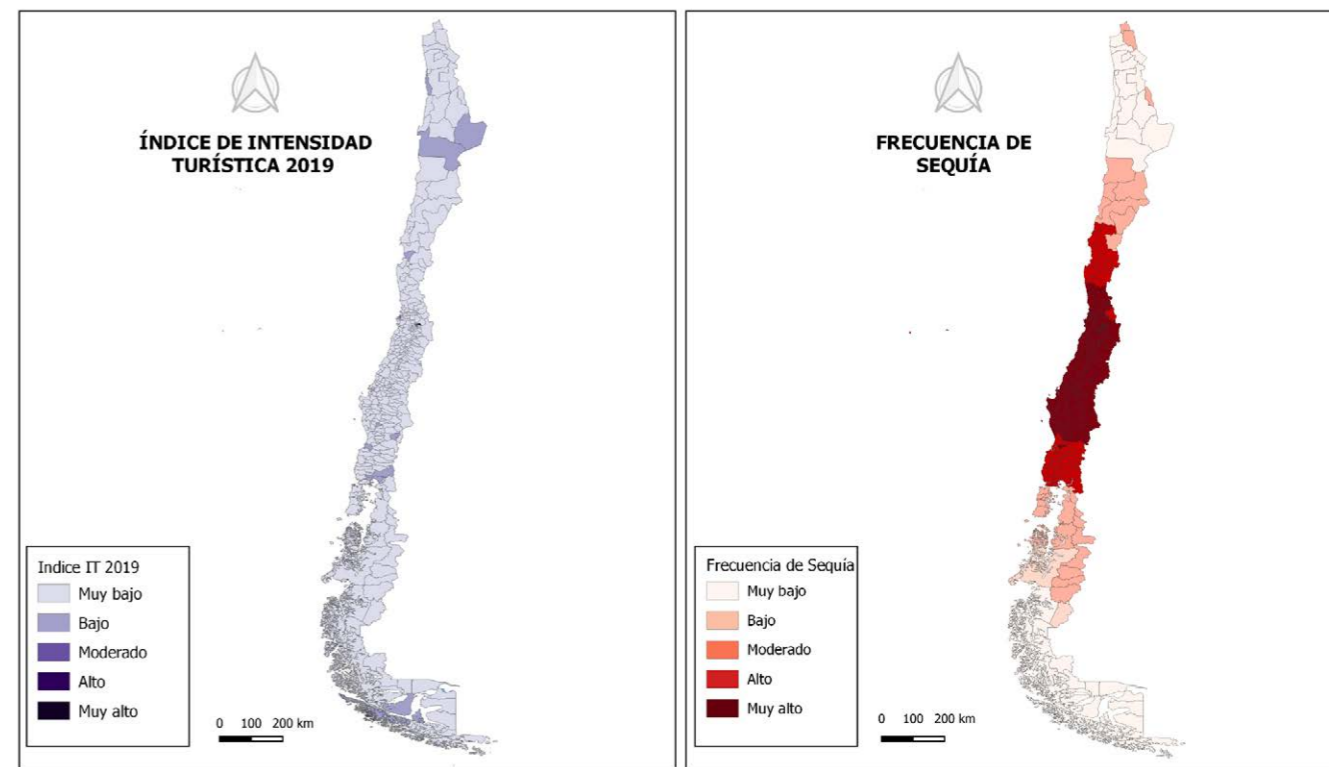 ÍNDICE DE INTENSIDAD
TURÍSTICA 2019
Indice IT 2019
Muy bajo
Bajo
Moderado
Alto
Muy alto
0 100 200 km
FRECUENCIA DE
SEQUÍA
Frecuencia de Sequía
Muy bajo
Bajo
Moderado
Alto
Muy alto
0 100 200 km